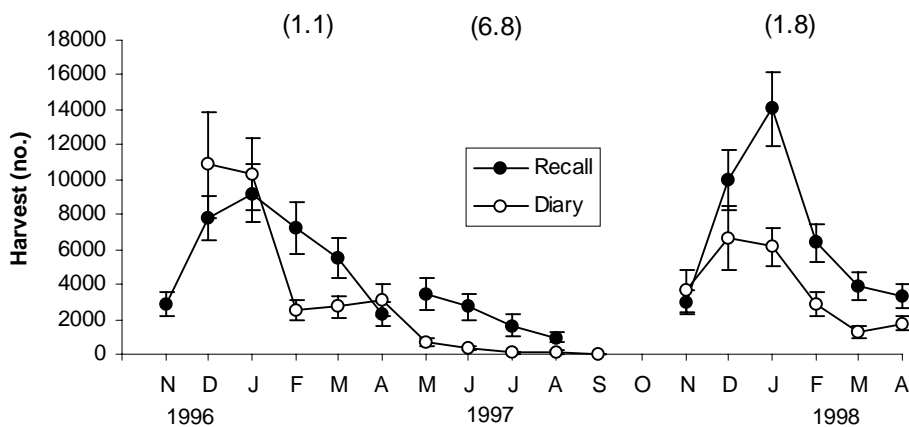 (1.1) (6.8) (1.8)
18000
16000
14000
12000
10000
8000
6000
4000
2000
0
Harvest (no.)
Recall
Diary
N D J F M A M J J A S O N D J F M A
1996 1997 1998